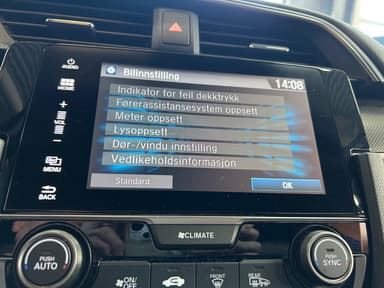 AUDIO
HOME
+
VOL
−
MENU
BACK
Bilinnstilling
14:08
Indikator for feil dekktrykk
Førerassistansesystem oppsett
Meter oppsett
Lysoppsett
Dør-/vindu innstilling
Vedlikeholdsinformasjon
Standard
OK
CLIMATE
PUSH
AUTO
ON/
OFF
FRONT
REAR
PUSH
SYNC